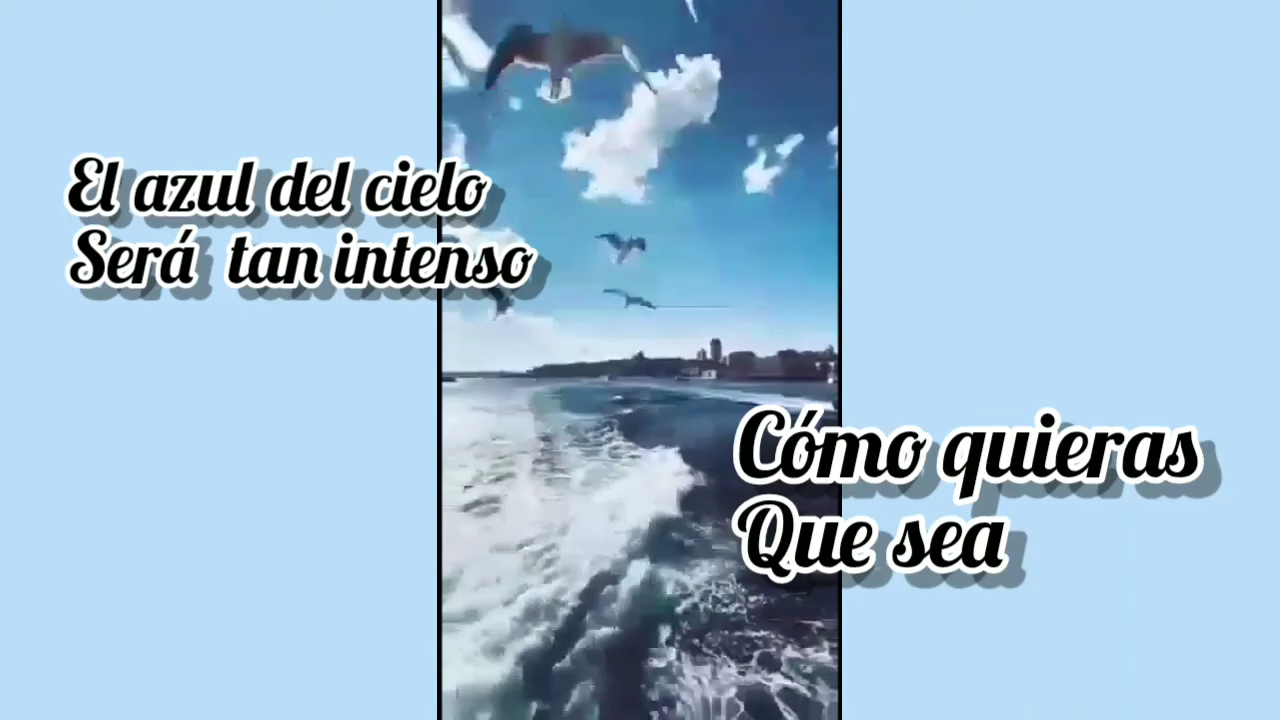 El azul del cielo
Será tan intenso
Cómo quieras
Que sea